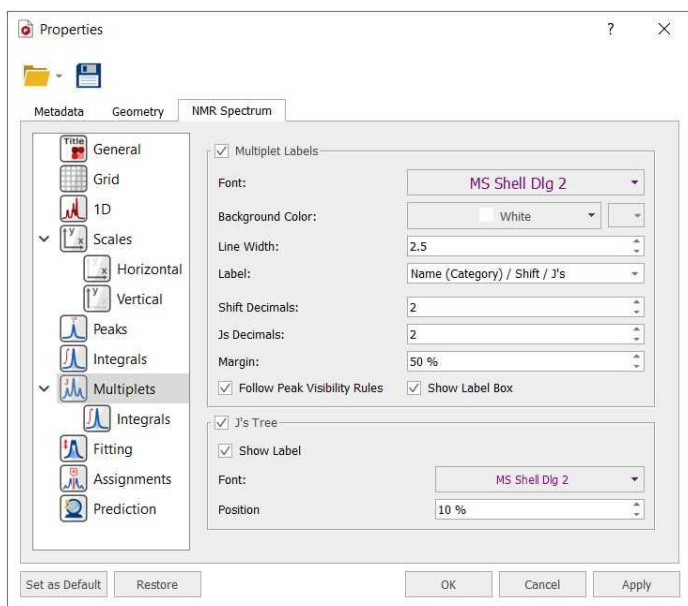 Properties
?
Metadata Geometry NMR Spectrum
Title
General
Grid
1D
Scales
Horizontal
Vertical
Peaks
Integrals
Multiplets
Integrals
Fitting
Assignments
Prediction
Multiplet Labels
Font: MS Shell Dlg 2
Background Color: White
Line Width: 2.5
Label: Name (Category) / Shift / J's
Shift Decimals: 2
Js Decimals: 2
Margin: 50 %
Follow Peak Visibility Rules Show Label Box
J's Tree
Show Label
Font: MS Shell Dlg 2
Position 10 %
Set as Default Restore OK Cancel Apply